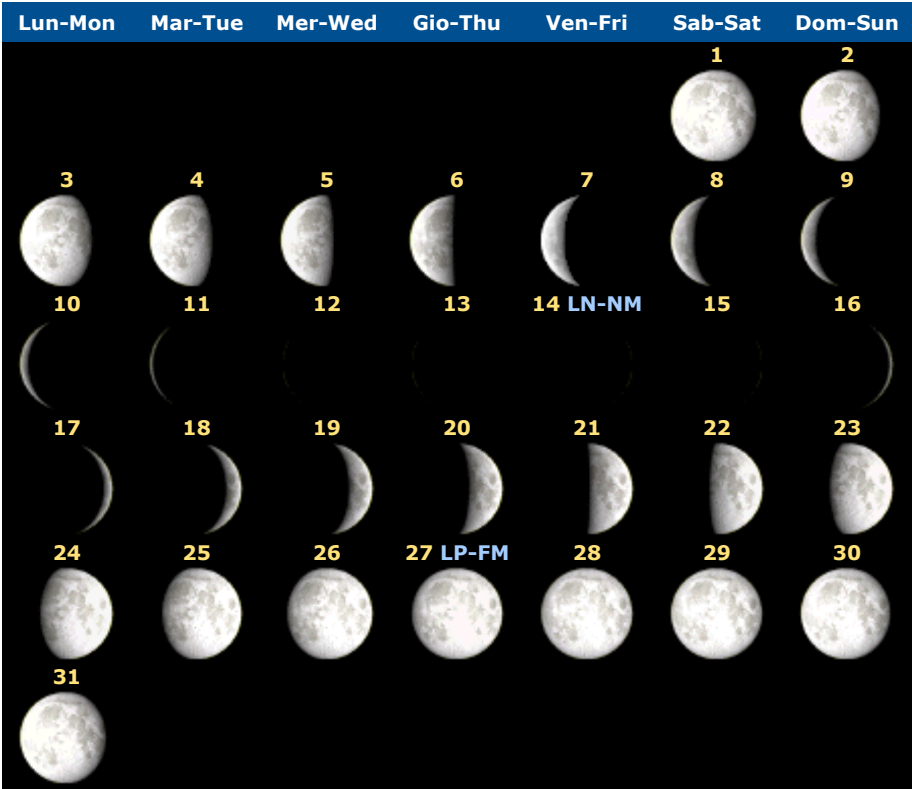 Lun-Mon Mar-Tue Mer-Wed Gio-Thu Ven-Fri Sab-Sat Dom-Sun
1 2
3 4 5 6 7 8 9
10 11 12 13 14 LN-NM 15 16
17 18 19 20 21 22 23
24 25 26 27 LP-FM 28 29 30
31